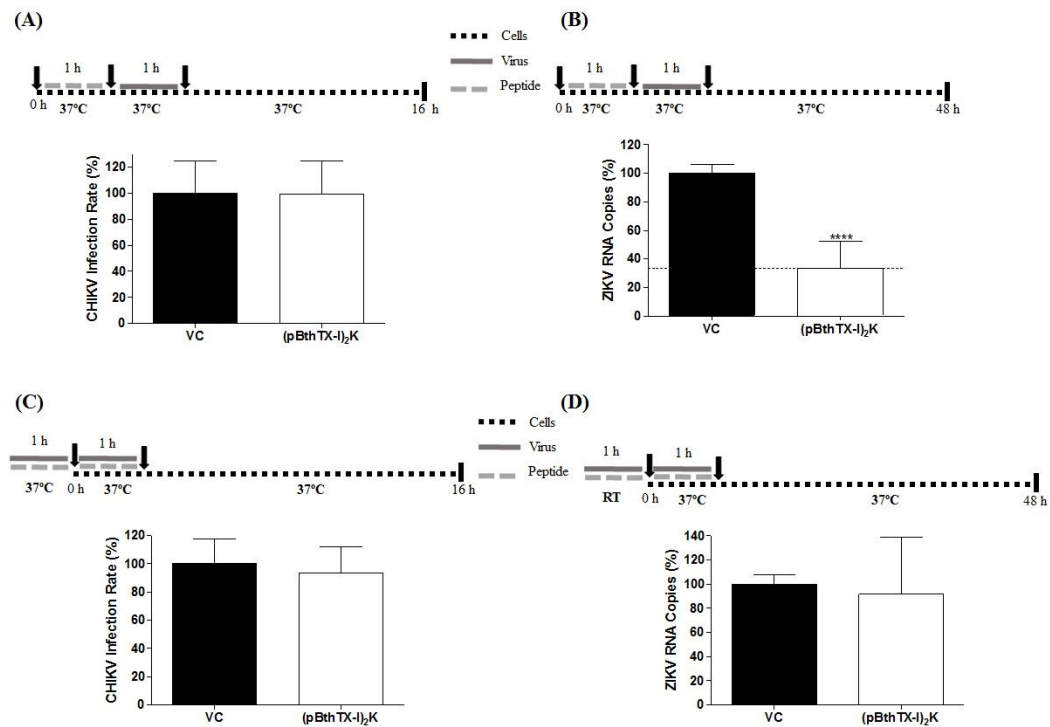 (A)
Cells
Virus
Peptide
(B)
1 h 1 h
0 h 37ºC 37ºC 37ºC 16 h
1 h 1 h
0 h 37ºC 37ºC 37ºC 48 h
CHIKV Infection Rate (%)
120
100
80
60
40
20
0
VC (pBthTX-I)₂K
ZIKV RNA Copies (%)
120
100
80
60
40
20
0
****
VC (pBthTX-I)₂K
(C)
Cells
Virus
Peptide
(D)
1 h 1 h
37ºC 0 h 37ºC 37ºC 16 h
1 h 1 h
RT 0 h 37ºC 37ºC 48 h
CHIKV Infection Rate (%)
120
100
80
60
40
20
0
VC (pBthTX-I)₂K
ZIKV RNA Copies (%)
140
120
100
80
60
40
20
0
VC (pBthTX-I)₂K